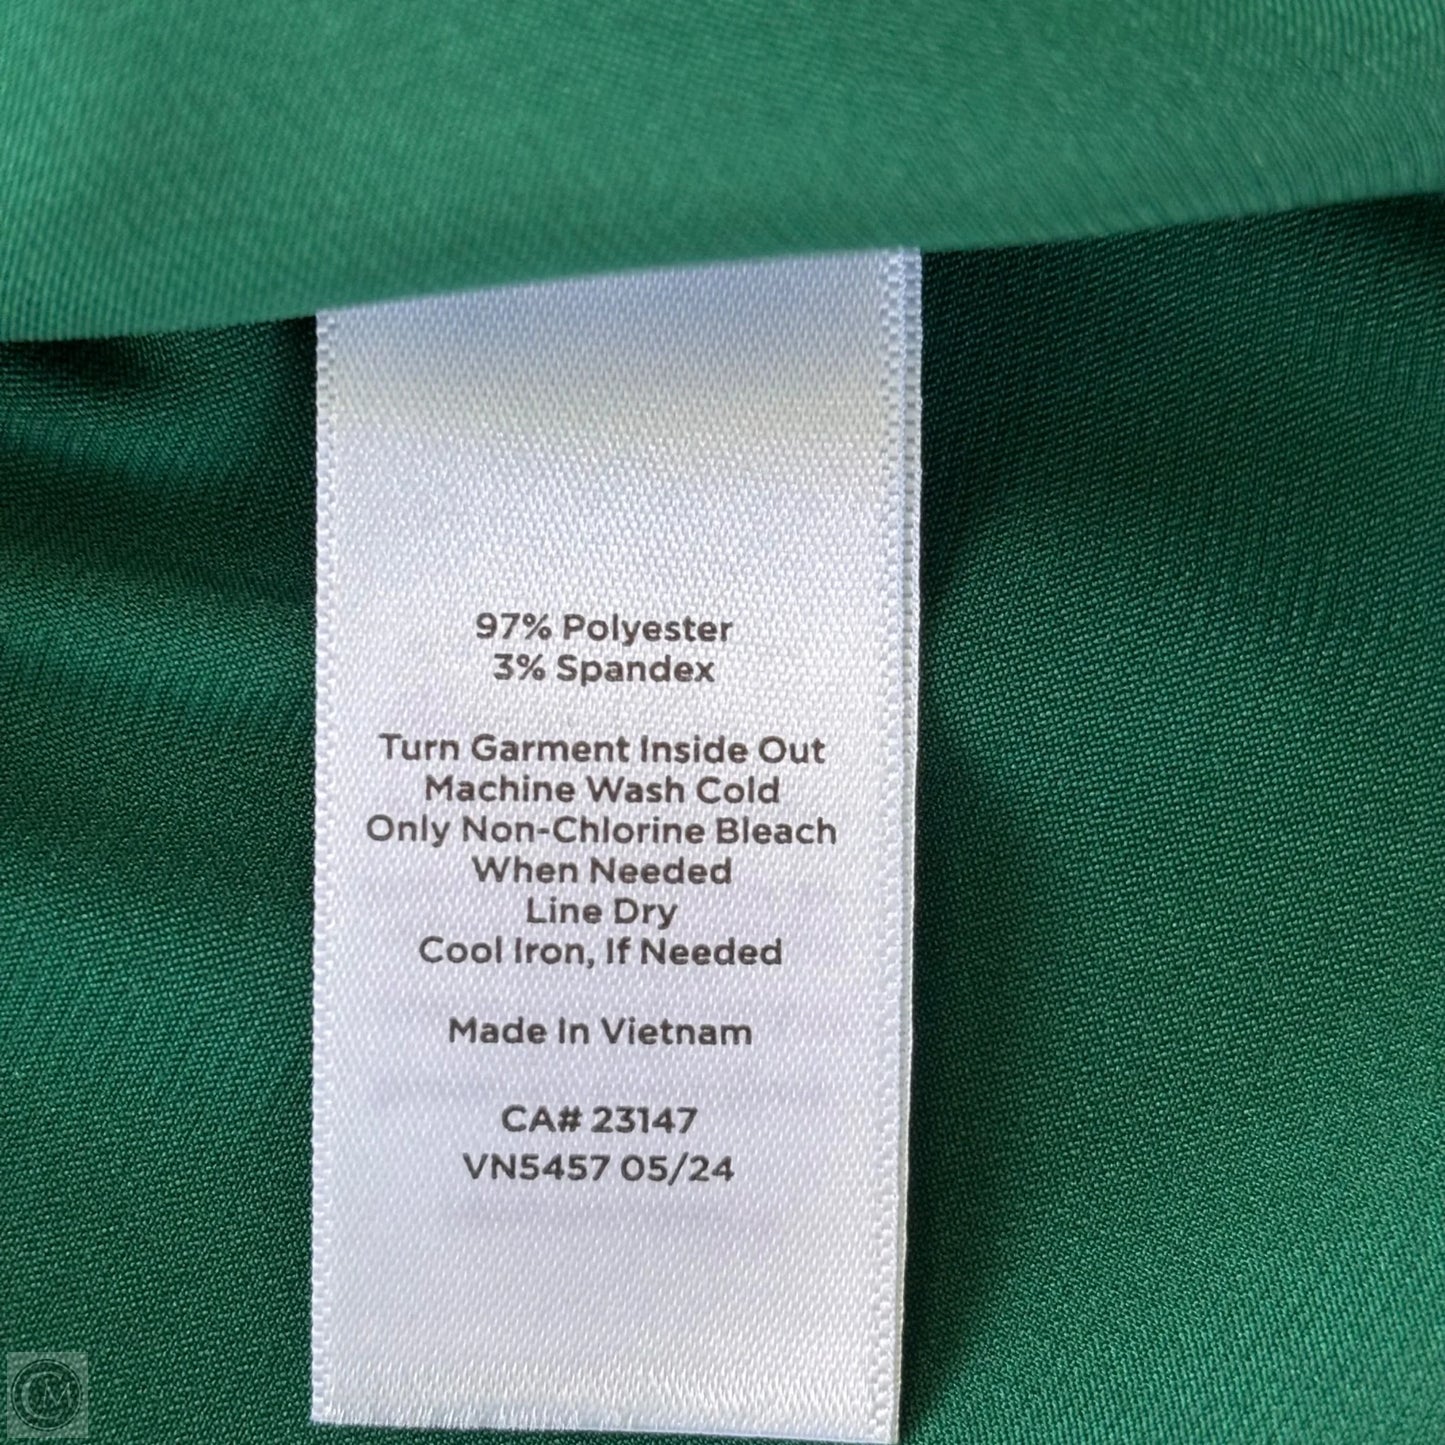 97% Polyester
3% Spandex
Turn Garment Inside Out
Machine Wash Cold
Only Non-Chlorine Bleach
When Needed
Line Dry
Cool Iron, If Needed
Made In Vietnam
CA# 23147
VN5457 05/24
CM